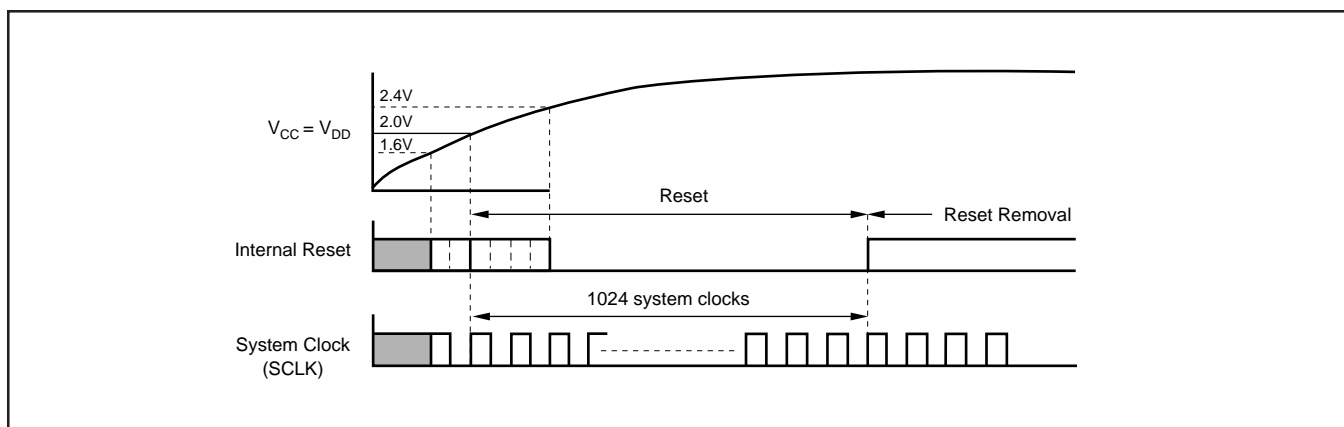 2.4V
V_CC = V_DD
2.0V
1.6V
Reset
Reset Removal
Internal Reset
1024 system clocks
System Clock
(SCLK)